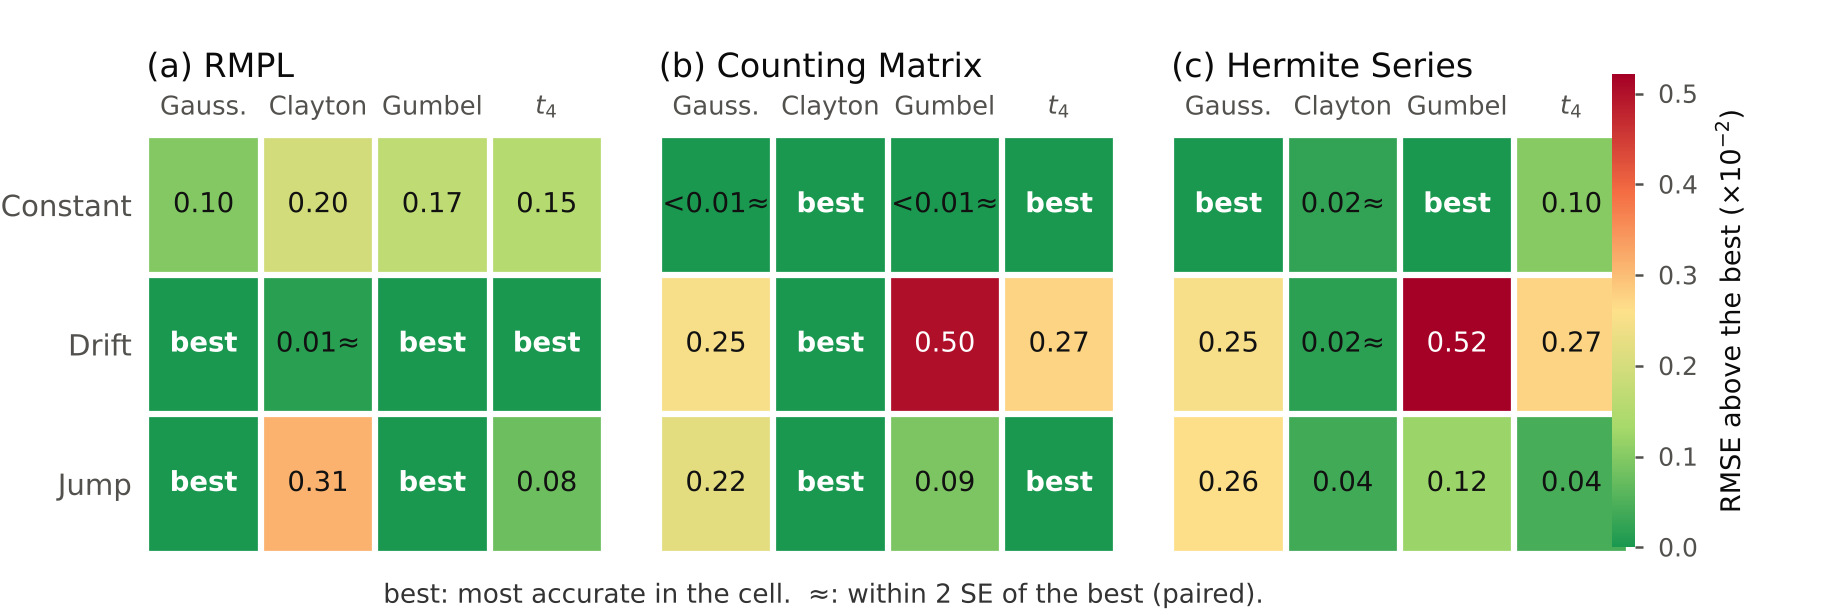 (a) RMPL
Gauss. Clayton Gumbel t4
Constant 0.10 0.20 0.17 0.15
Drift best 0.01≈ best best
Jump best 0.31 best 0.08
(b) Counting Matrix
Gauss. Clayton Gumbel t4
<0.01≈ best <0.01≈ best
0.25 best 0.50 0.27
0.22 best 0.09 best
(c) Hermite Series
Gauss. Clayton Gumbel t4
best 0.02≈ best 0.10
0.25 0.02≈ 0.52 0.27
0.26 0.04 0.12 0.04
0.5
0.4
0.3
0.2
0.1
0.0
RMSE above the best (×10−2)
best: most accurate in the cell. ≈: within 2 SE of the best (paired).